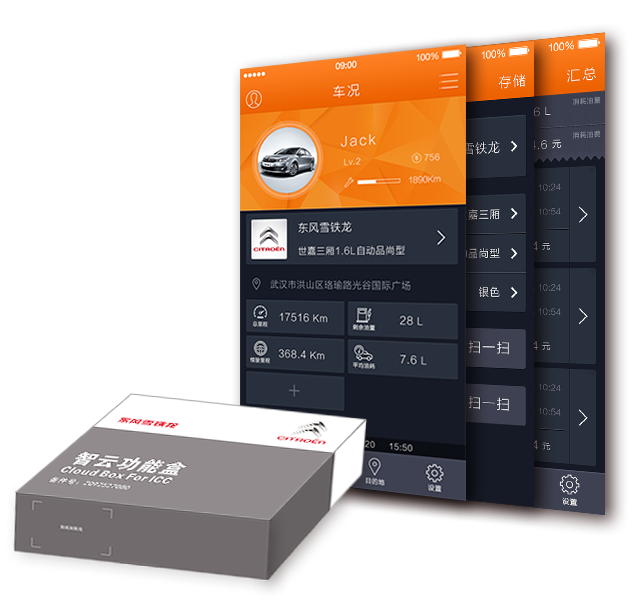 09:00
100%
车况
Jack
Lv.2
756
1890Km
东风雪铁龙
世嘉三厢1.6L自动品尚型
CITROËN
武汉市洪山区珞瑜路光谷国际广场
总里程
17516 Km
剩余油量
28 L
续驶里程
368.4 Km
平均油耗
7.6 L
+
20 15:50
目的地
设置
100%
存储
雪铁龙
嘉三厢
品尚型
银色
扫一扫
扫一扫
100%
汇总
消耗油量
6 L
消耗油费
4.6 元
10:24
10:54
4 元
10:24
10:54
4 元
10:24
10:54
4 元
设置
东风雪铁龙
CITROËN
智云功能盒
Cloud Box For ICC
备件号: